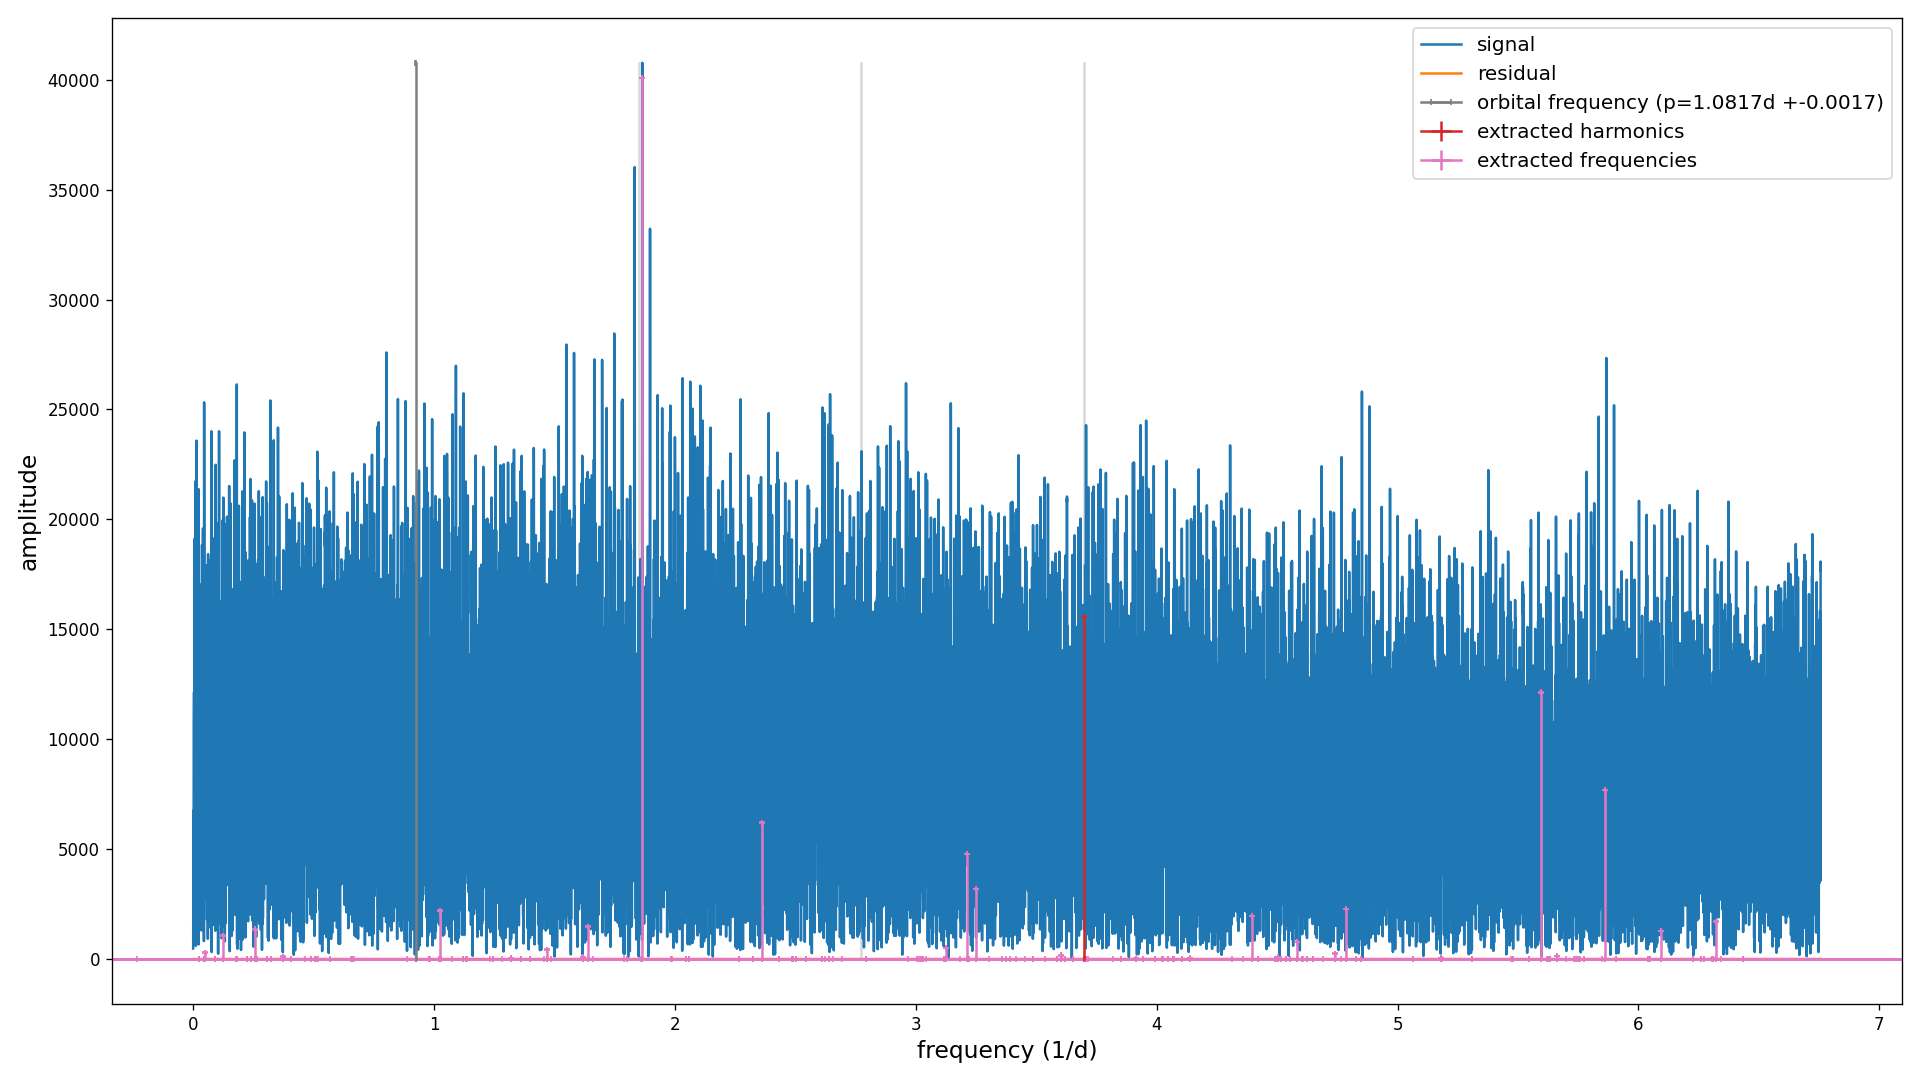 signal
residual
orbital frequency (p=1.0817d +-0.0017)
extracted harmonics
extracted frequencies
40000
35000
30000
25000
20000
15000
10000
5000
0
amplitude
0 1 2 3 4 5 6 7
frequency (1/d)